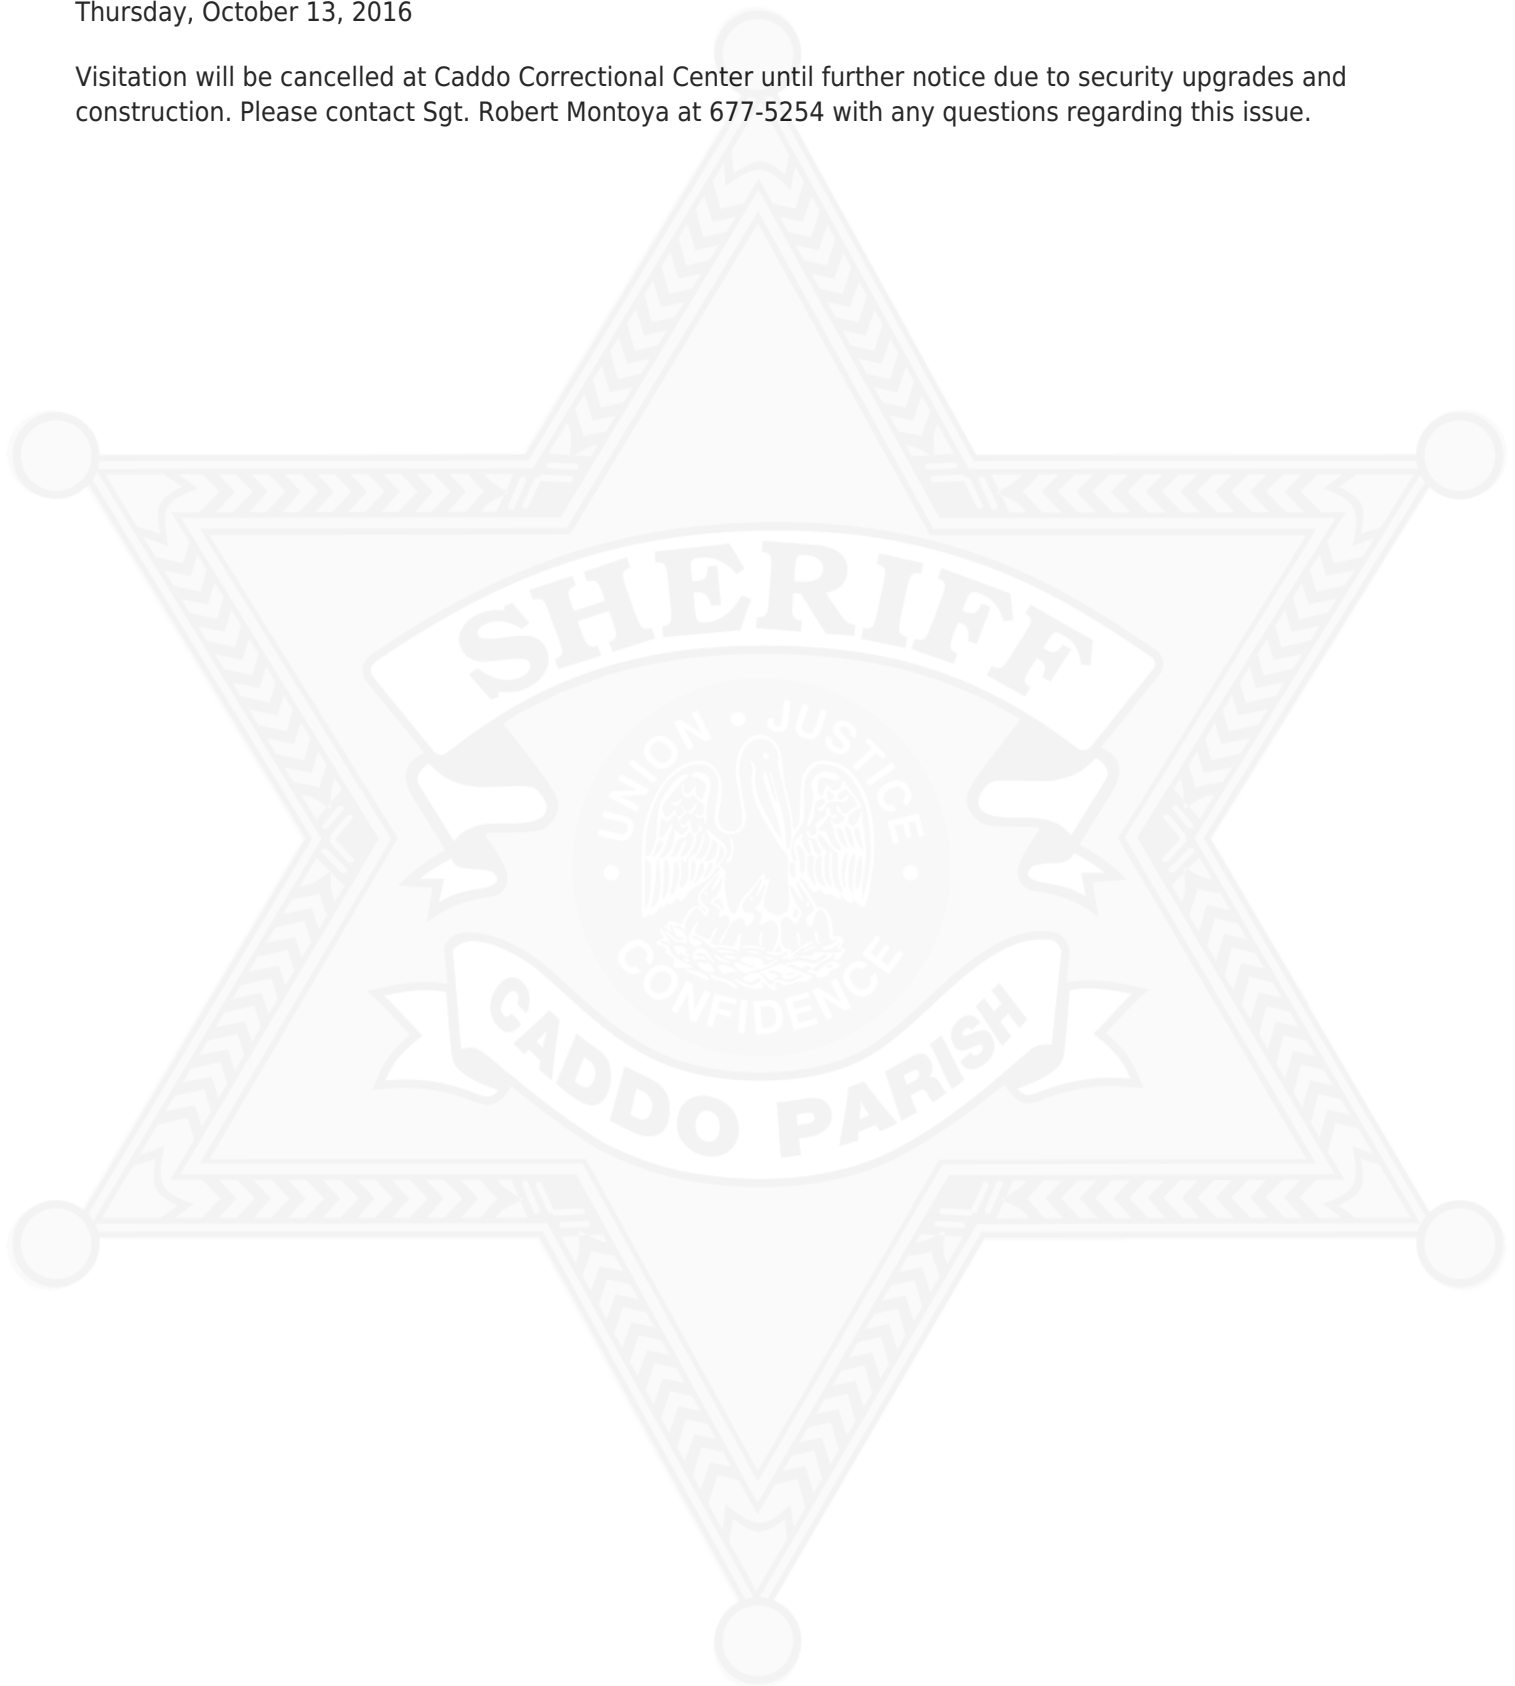 Thursday, October 13, 2016
Visitation will be cancelled at Caddo Correctional Center until further notice due to security upgrades and
construction. Please contact Sgt. Robert Montoya at 677-5254 with any questions regarding this issue.
SHERIFF
UNION • JUSTICE
• CONFIDENCE •
CADDO PARISH